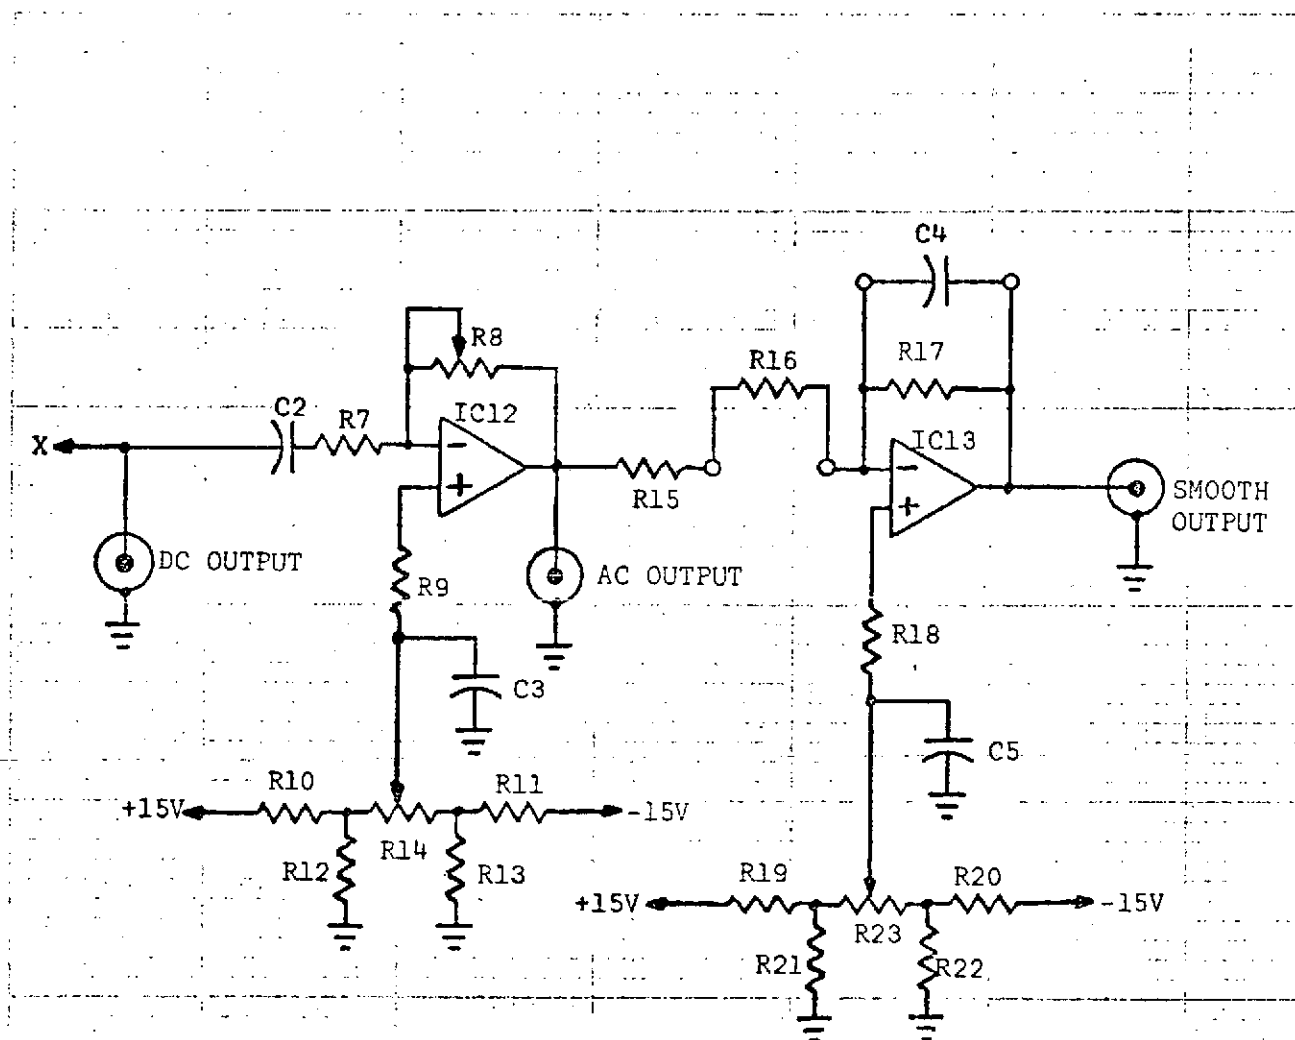 C4
R8
R17
R16
C2
R7
IC12
IC13
X
-
-
+
+
R15
SMOOTH
OUTPUT
DC OUTPUT
AC OUTPUT
R9
R18
C3
C5
R10
R11
+15V
-15V
R14
R12
R13
R19
R20
+15V
-15V
R23
R21
R22